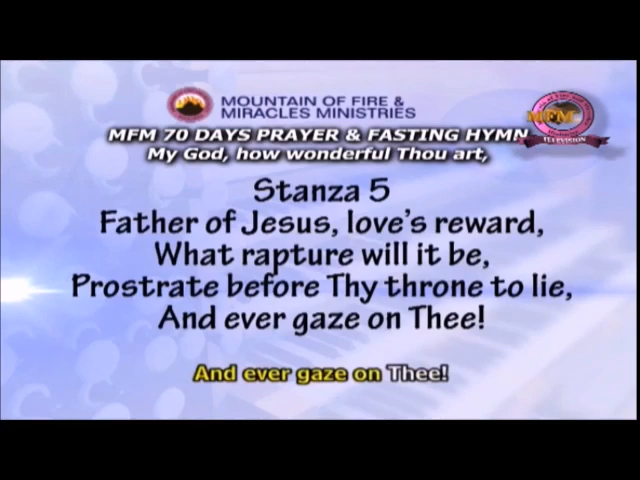 MOUNTAIN OF FIRE &
MIRACLES MINISTRIES
MFM 70 DAYS PRAYER & FASTING HYMN
My God, how wonderful Thou art,
MFM
TELEVISION
Stanza 5
Father of Jesus, love's reward,
What rapture will it be,
Prostrate before Thy throne to lie,
And ever gaze on Thee!
And ever gaze on Thee!